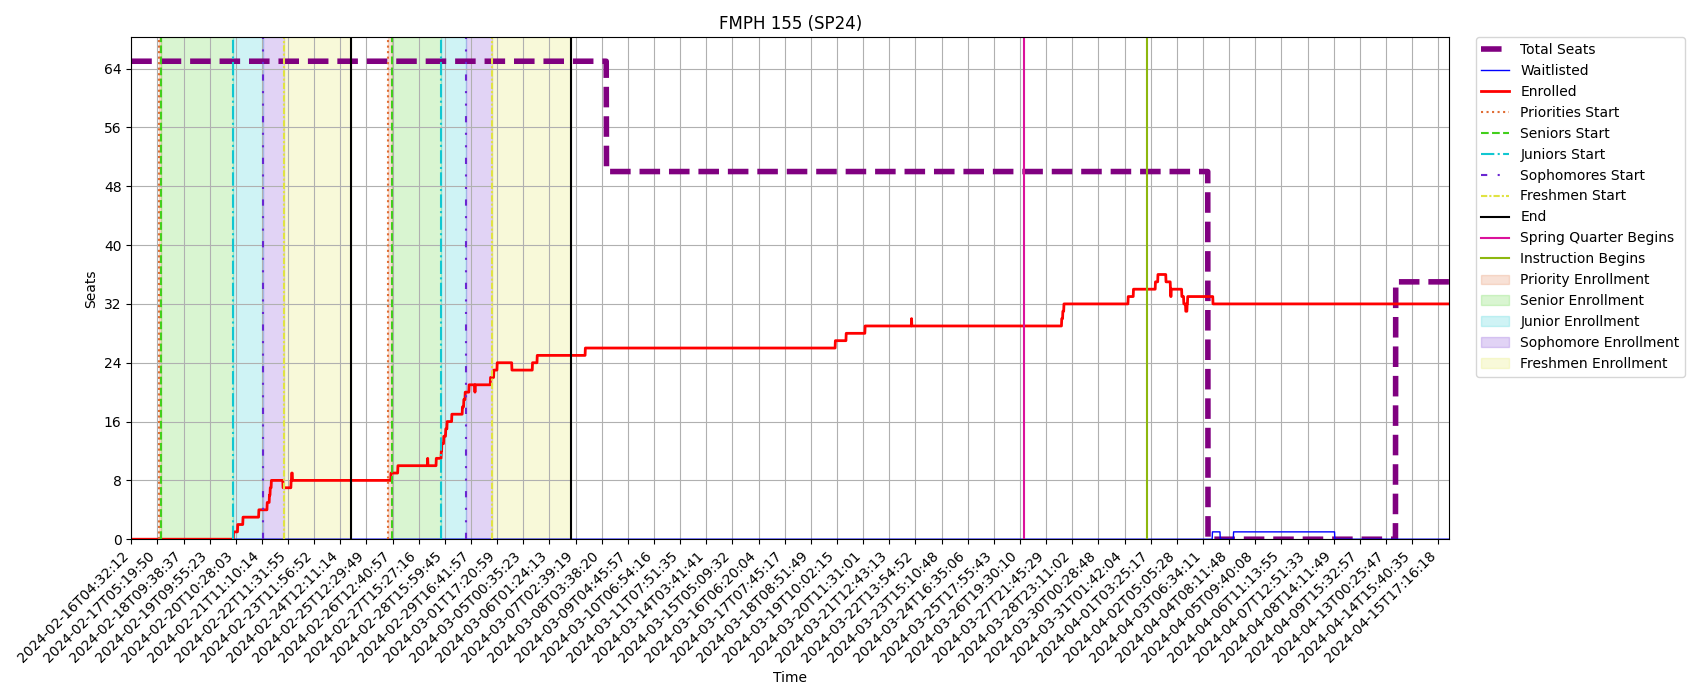 FMPH 155 (SP24)
Seats
64
56
48
40
32
24
16
8
0
2024-02-16T04:32:12
2024-02-17T05:19:50
2024-02-18T09:38:37
2024-02-19T09:55:23
2024-02-20T10:28:03
2024-02-21T11:10:14
2024-02-22T11:31:55
2024-02-23T11:56:52
2024-02-24T12:11:14
2024-02-25T12:29:49
2024-02-26T12:40:57
2024-02-27T15:27:16
2024-02-28T15:59:45
2024-02-29T16:41:57
2024-03-01T17:20:59
2024-03-05T00:35:23
2024-03-06T01:24:13
2024-03-07T02:39:19
2024-03-08T03:38:20
2024-03-09T04:45:57
2024-03-10T06:54:16
2024-03-11T07:51:35
2024-03-14T03:41:41
2024-03-15T05:09:32
2024-03-16T06:20:04
2024-03-17T07:45:17
2024-03-18T08:51:49
2024-03-19T10:02:15
2024-03-20T11:31:01
2024-03-21T12:43:13
2024-03-22T13:54:52
2024-03-23T15:10:48
2024-03-24T16:35:06
2024-03-25T17:55:43
2024-03-26T19:30:16
2024-03-27T21:45:29
2024-03-28T23:11:02
2024-03-30T00:28:48
2024-03-31T01:42:04
2024-04-01T03:25:17
2024-04-02T05:05:28
2024-04-03T06:34:11
2024-04-04T08:11:48
2024-04-05T09:40:05
2024-04-06T11:13:55
2024-04-07T12:51:33
2024-04-08T14:11:49
2024-04-09T15:32:57
2024-04-13T00:25:47
2024-04-14T15:40:35
2024-04-15T17:16:18
Time
Total Seats
Waitlisted
Enrolled
Priorities Start
Seniors Start
Juniors Start
Sophomores Start
Freshmen Start
End
Spring Quarter Begins
Instruction Begins
Priority Enrollment
Senior Enrollment
Junior Enrollment
Sophomore Enrollment
Freshmen Enrollment